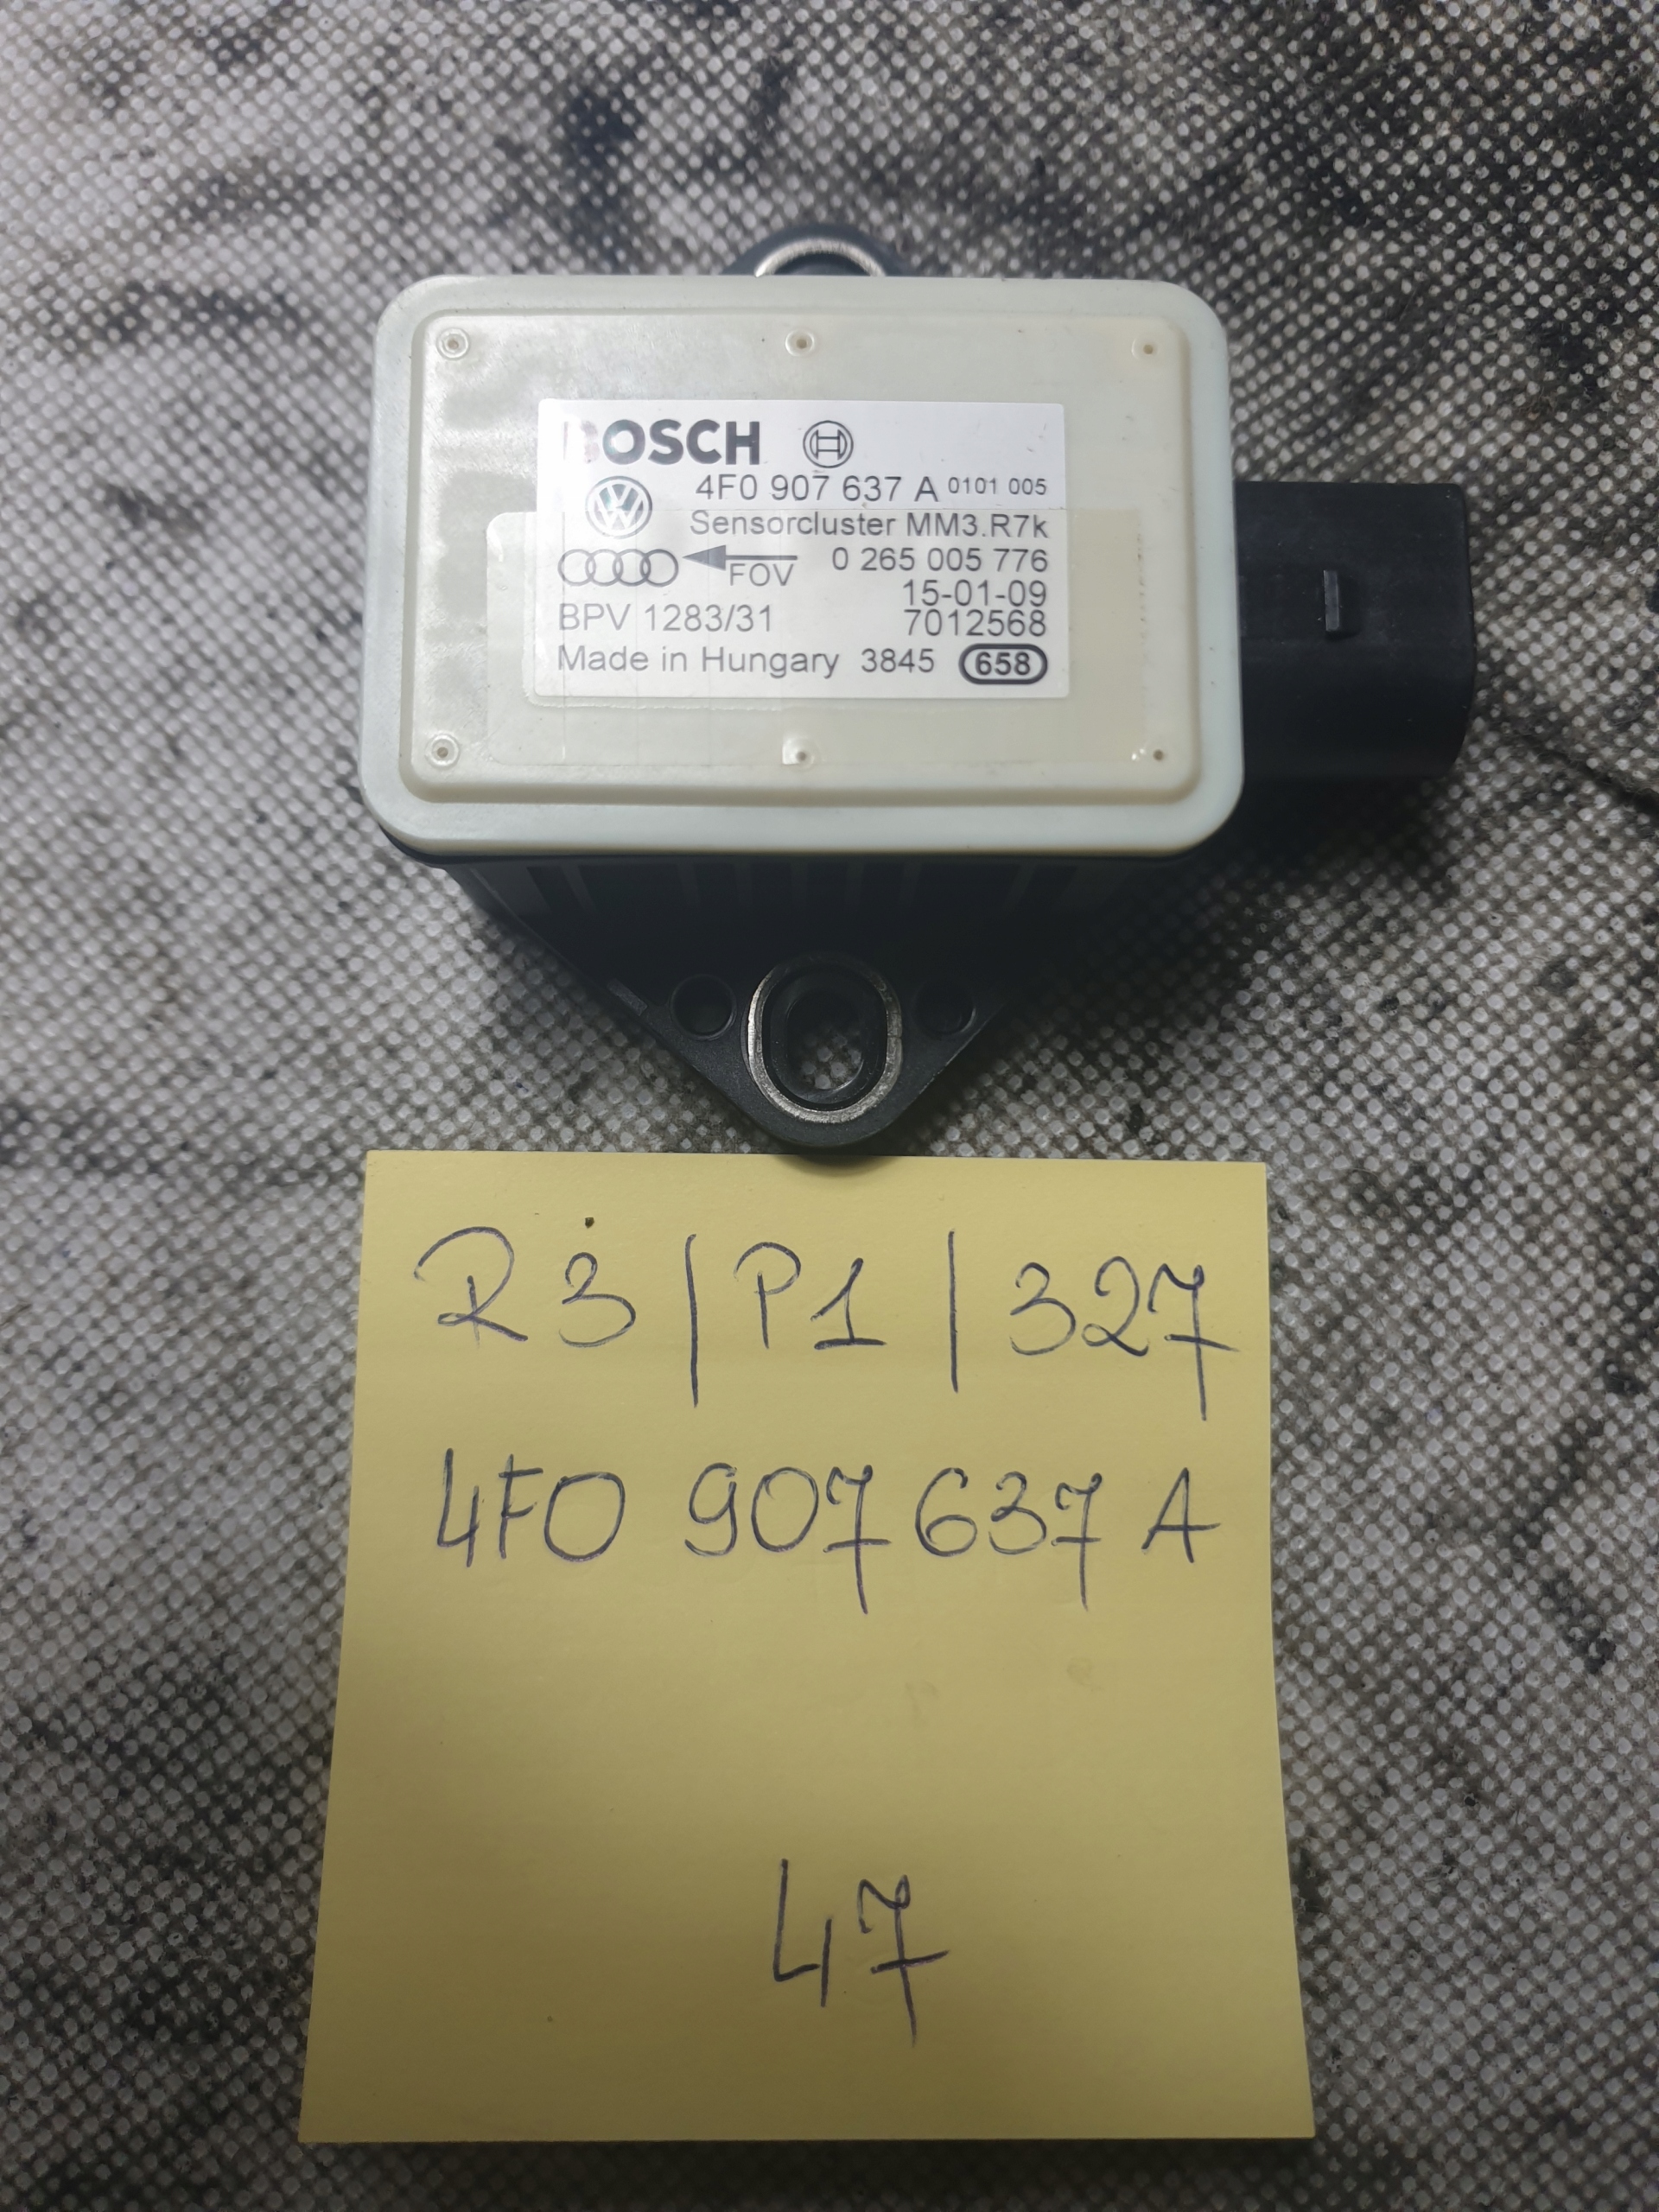 BOSCH
4F0 907 637 A 0101 005
Sensorcluster MM3.R7k
FOV 0 265 005 776
15-01-09
BPV 1283/31 7012568
Made in Hungary 3845 658
R3/P1/327
4F0 907 637 A
47